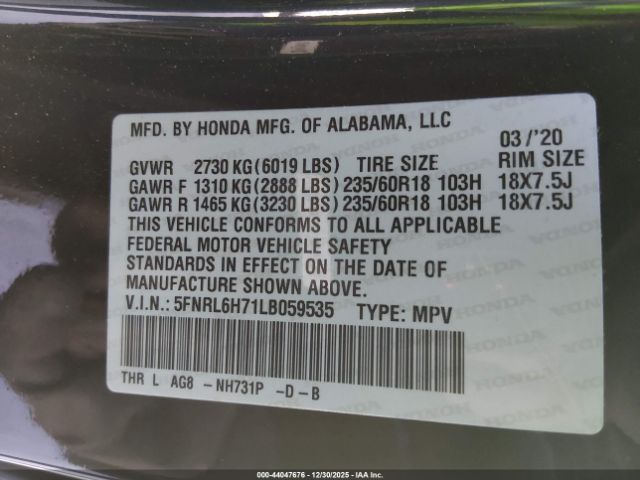 MFD. BY HONDA MFG. OF ALABAMA, LLC
03/'20
GVWR 2730 KG(6019 LBS) TIRE SIZE RIM SIZE
GAWR F 1310 KG(2888 LBS) 235/60R18 103H 18X7.5J
GAWR R 1465 KG(3230 LBS) 235/60R18 103H 18X7.5J
THIS VEHICLE CONFORMS TO ALL APPLICABLE
FEDERAL MOTOR VEHICLE SAFETY
STANDARDS IN EFFECT ON THE DATE OF
MANUFACTURE SHOWN ABOVE.
V.I.N.: 5FNRL6H71LB059535 TYPE: MPV
THR L AG8 -NH731P -D-B
000-44047676 - 12/30/2025 - IAAI, Inc.